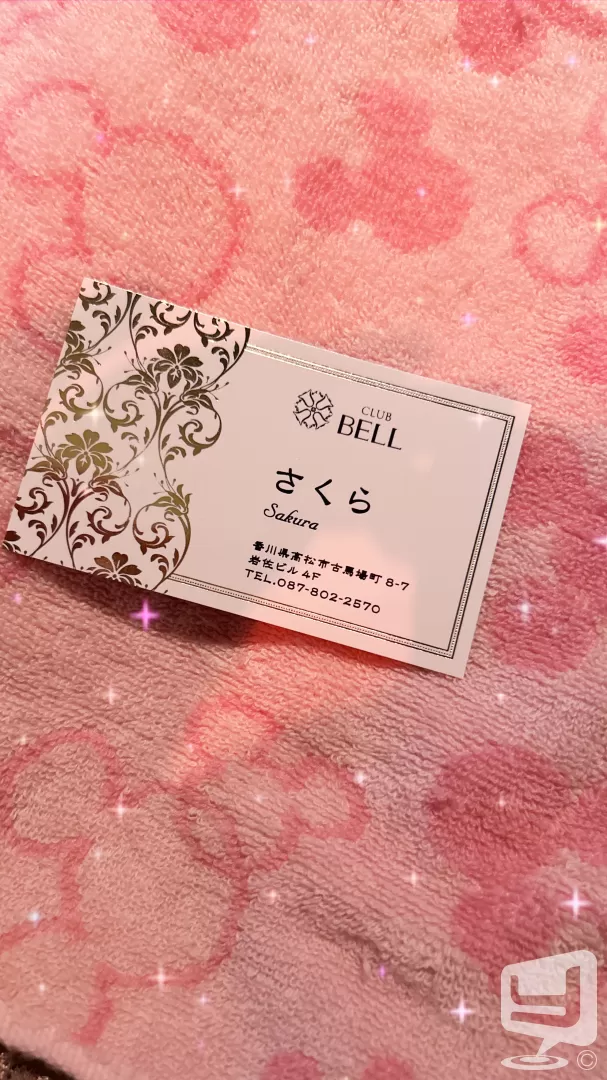 CLUB
BELL
さくら
Sakura
香川県高松市古馬場町 8-7
岩佐ビル 4F
TEL.087-802-2570
©